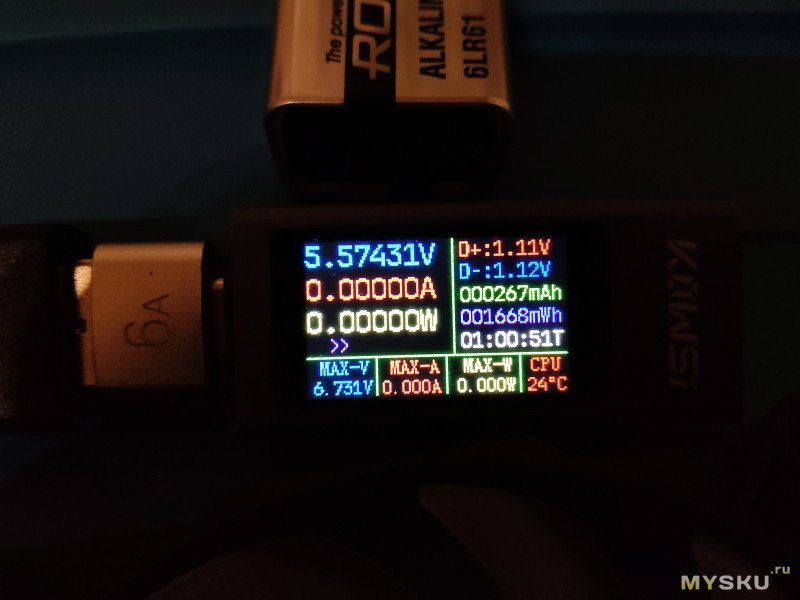 The power
RO
ALKALIN
6LR61
6A
5.57431V
0.00000A
0.00000W
>>
D+:1.11V
D-:1.12V
000267mAh
001668mWh
01:00:51T
MAX-V
6.731V
MAX-A
0.000A
MAX-W
0.000W
CPU
24°C
KOWSI
MYSKU.ru